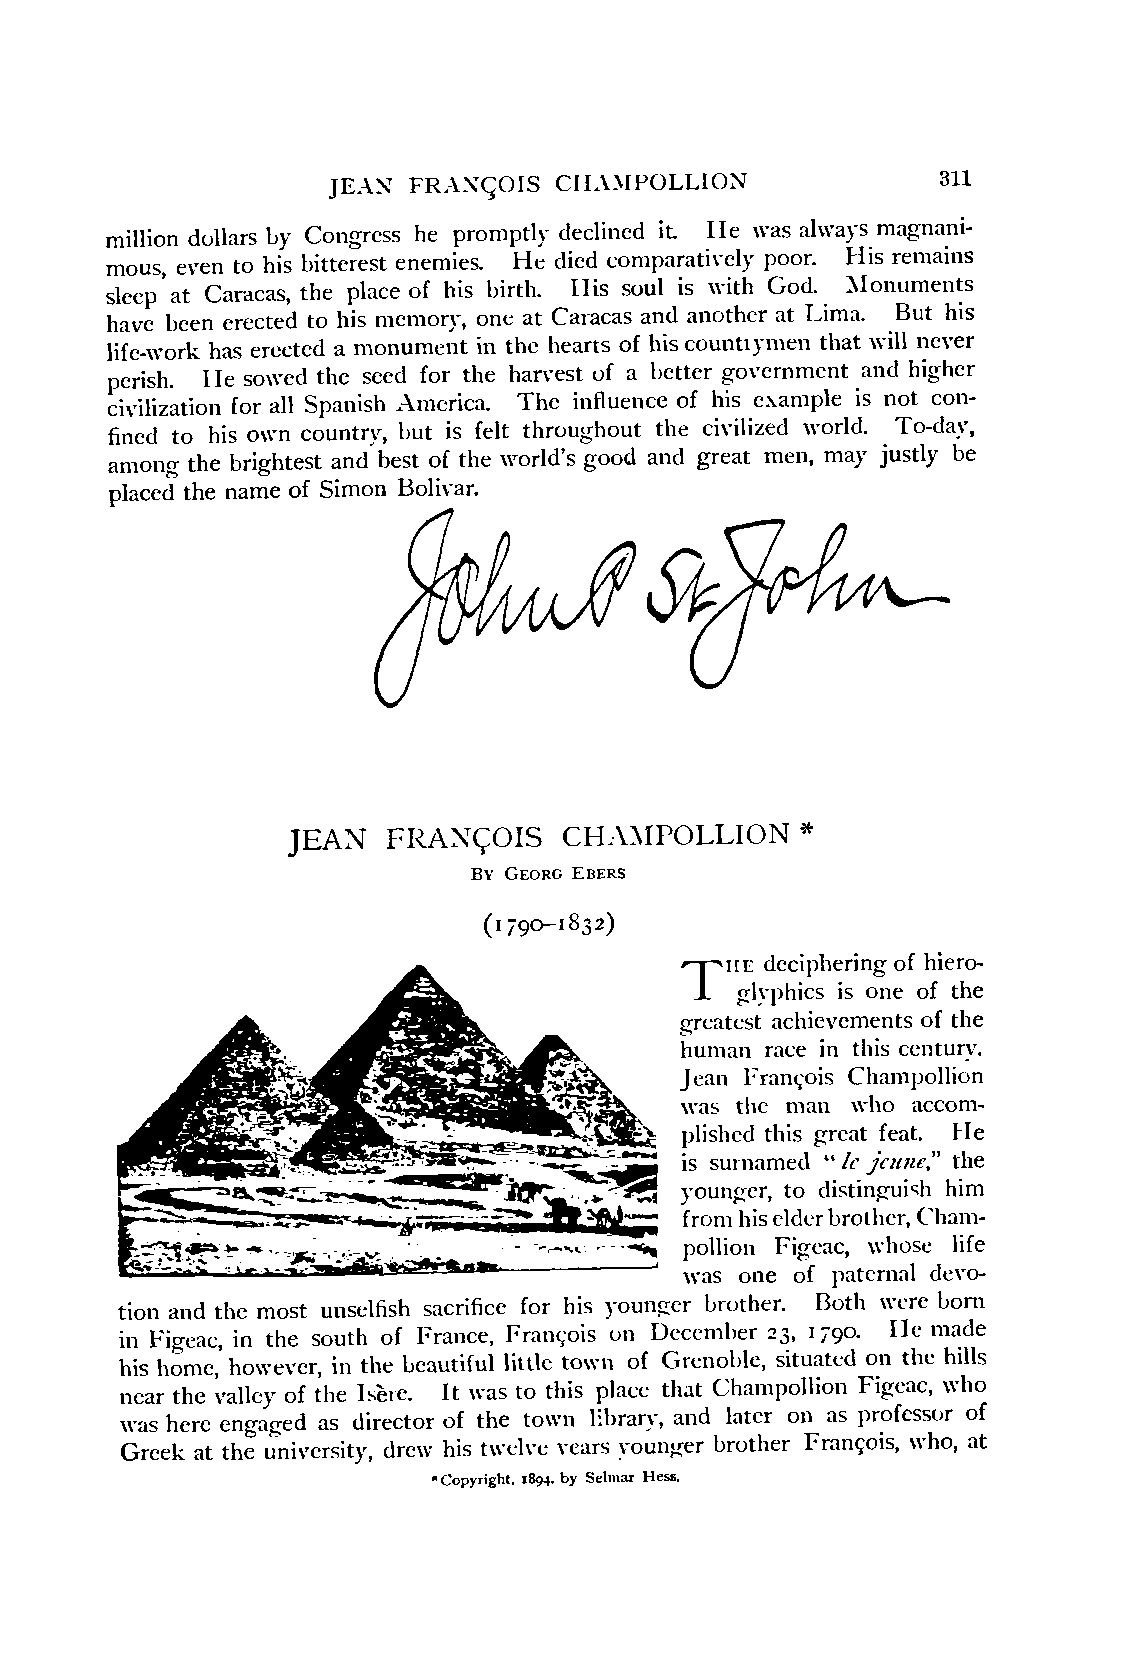 JEAN FRANÇOIS CHAMPOLLION 311
million dollars by Congress he promptly declined it. He was always magnani-
mous, even to his bitterest enemies. He died comparatively poor. His remains
sleep at Caracas, the place of his birth. His soul is with God. Monuments
have been erected to his memory, one at Caracas and another at Lima. But his
life-work has erected a monument in the hearts of his countrymen that will never
perish. He sowed the seed for the harvest of a better government and higher
civilization for all Spanish America. The influence of his example is not con-
fined to his own country, but is felt throughout the civilized world. To-day,
among the brightest and best of the world's good and great men, may justly be
placed the name of Simon Bolivar.
John P St John
JEAN FRANÇOIS CHAMPOLLION *
BY GEORG EBERS
(1790–1832)
THE deciphering of hiero-
glyphics is one of the
greatest achievements of the
human race in this century.
Jean François Champollion
was the man who accom-
plished this great feat. He
is surnamed "le jeune," the
younger, to distinguish him
from his elder brother, Cham-
pollion Figeac, whose life
was one of paternal devo-
tion and the most unselfish sacrifice for his younger brother. Both were born
in Figeac, in the south of France, François on December 23, 1790. He made
his home, however, in the beautiful little town of Grenoble, situated on the hills
near the valley of the Isère. It was to this place that Champollion Figeac, who
was here engaged as director of the town library, and later on as professor of
Greek at the university, drew his twelve years younger brother François, who, at
*Copyright, 1894, by Selmar Hess.